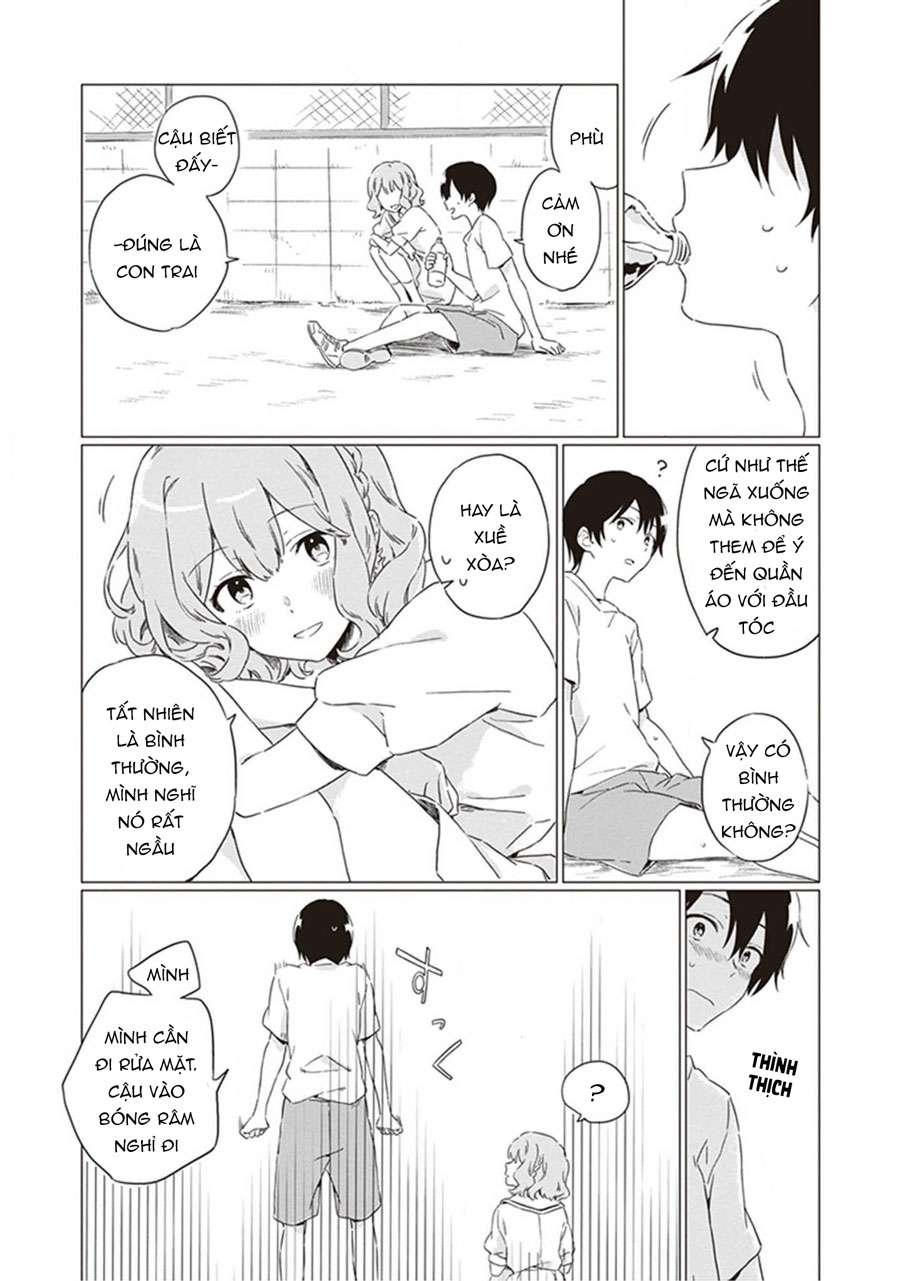 PHÙ
CẢM
ƠN
NHÉ
CẬU BIẾT
ĐẤY-
-ĐÚNG LÀ
CON TRAI
?
CỨ NHƯ THẾ
NGÃ XUỐNG
MÀ KHÔNG
THEM ĐỂ Ý
ĐẾN QUẦN
ÁO VỚI ĐẦU
TÓC
VẬY CÓ
BÌNH
THƯỜNG
KHÔNG?
HAY LÀ
XUỀ
XÒA?
TẤT NHIÊN
LÀ BÌNH
THƯỜNG,
MÌNH NGHĨ
NÓ RẤT
NGẦU
THÌNH
THỊCH
すっく
?
MÌNH
MÌNH CẦN
ĐI RỬA MẶT.
CẬU VÀO
BÓNG RÂM
NGHỈ ĐI